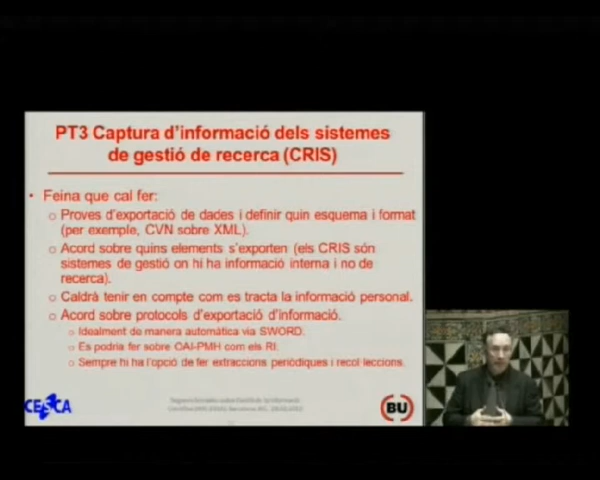 PT3 Captura d'informació dels sistemes
de gestió de recerca (CRIS)
• Feina que cal fer:
o Proves d'exportació de dades i definir quin esquema i format
(per exemple, CVN sobre XML).
o Acord sobre quins elements s'exporten (els CRIS són
sistemes de gestió on hi ha informació interna i no de
recerca).
o Caldrà tenir en compte com es tracta la informació personal.
o Acord sobre protocols d'exportació d'informació.
o Idealment de manera automàtica via SWORD.
o Es podria fer sobre OAI-PMH com els RI.
o Sempre hi ha l'opció de fer extraccions periòdiques i recol·leccions.
CESCA
BU